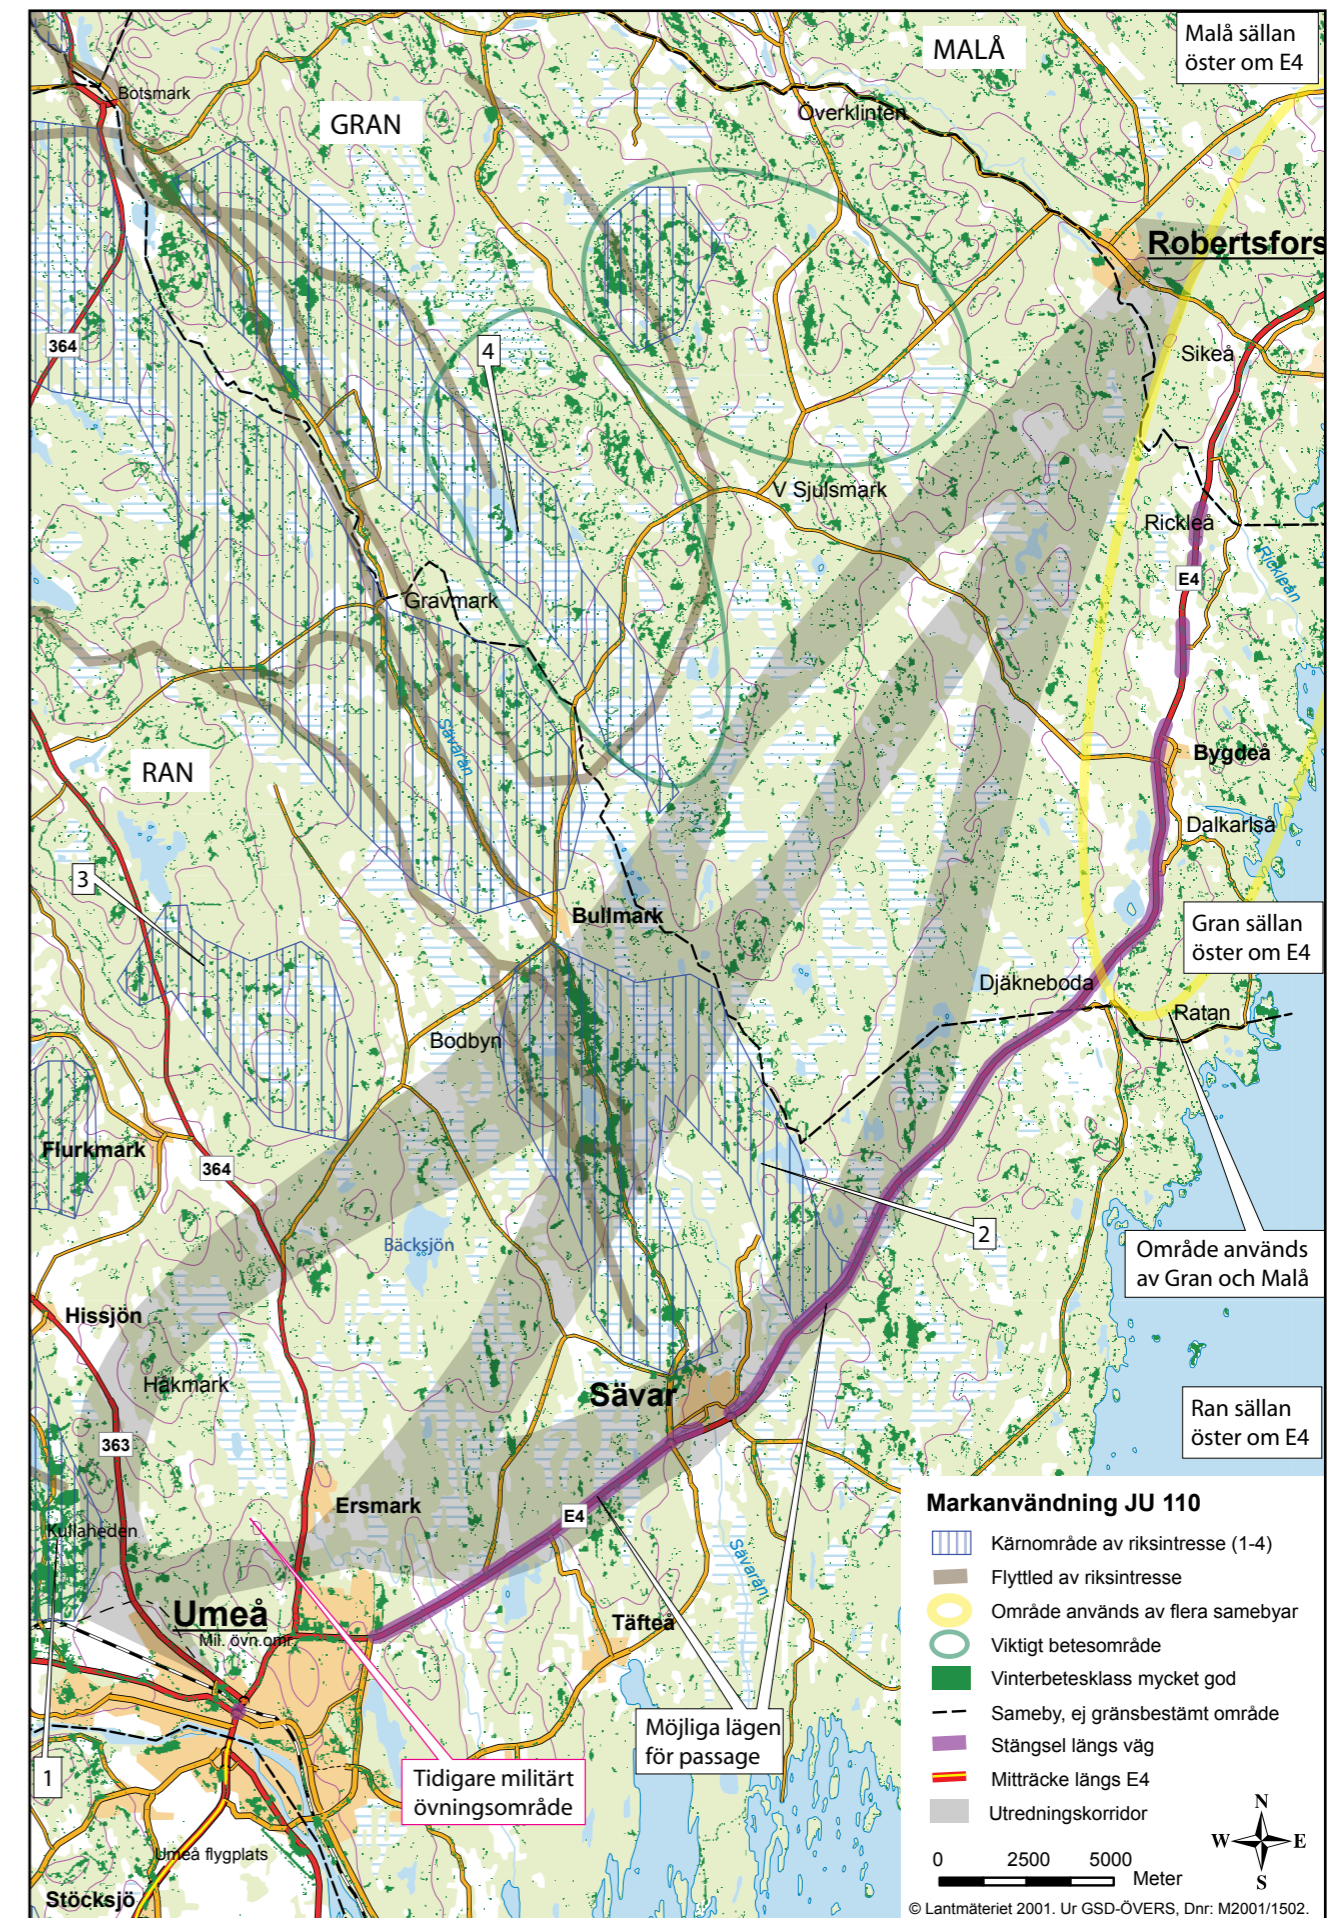 Malå sällan
öster om E4
MALÅ
GRAN
Botsmark
Överklinten
Robertsfors
364
4
Sikeå
V Sjulsmark
Rickleå
Rickleån
E4
Gravmark
Sävarån
RAN
Bygdeå
Dalkarlså
3
Bullmark
Gran sällan
öster om E4
Djäkneboda
Ratan
Bodbyn
Flurkmark
364
2
Bäcksjön
Område används
av Gran och Malå
Hissjön
Håkmark
Sävar
Ran sällan
öster om E4
363
Ersmark
E4
Kullaheden
Sävarån
Umeå
Mil. övn.omr.
Täfteå
Möjliga lägen
för passage
1
Tidigare militärt
övningsområde
Umeå flygplats
Stöcksjö
Markanvändning JU 110
Kärnområde av riksintresse (1-4)
Flyttled av riksintresse
Område används av flera samebyar
Viktigt betesområde
Vinterbetesklass mycket god
Sameby, ej gränsbestämt område
Stängsel längs väg
Mitträcke längs E4
Utredningskorridor
N
W E
S
0 2500 5000
Meter
© Lantmäteriet 2001. Ur GSD-ÖVERS, Dnr: M2001/1502.